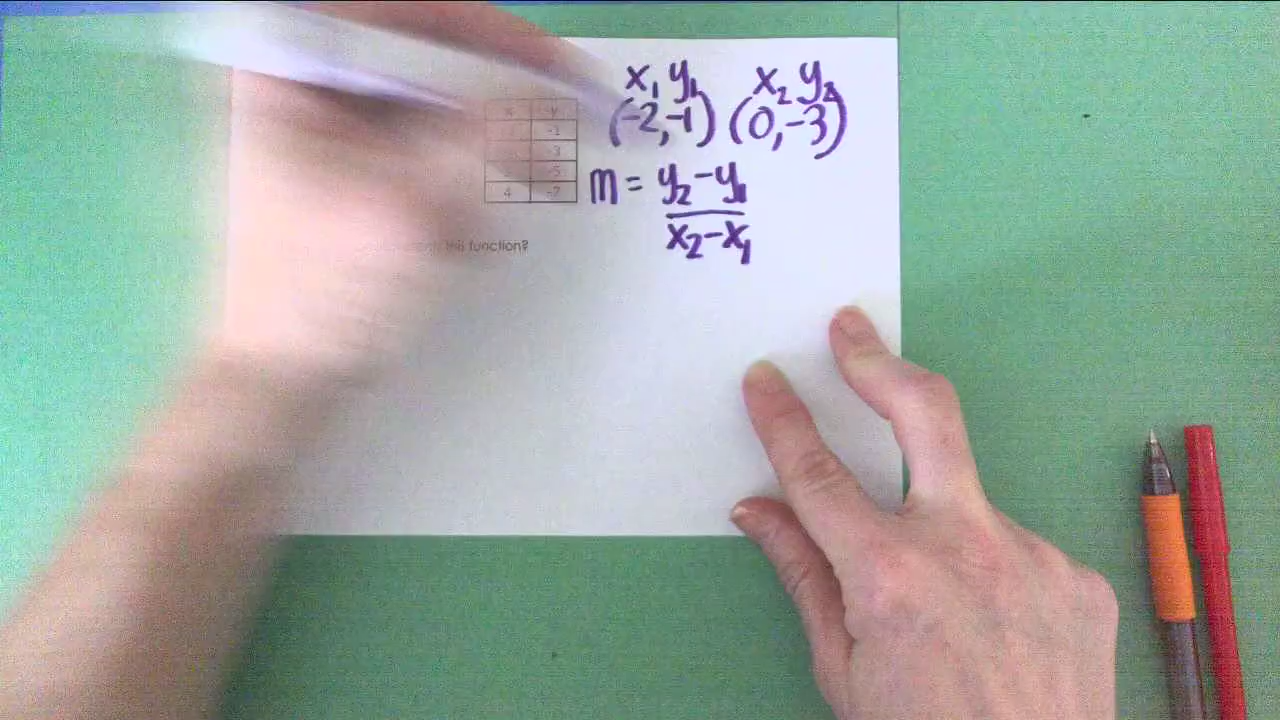 x₁ y₁ x₂ y₂
(-2,-1) (0,-3)
m = y₂-y₁
x₂-x₁
x y
-1
-3
-5
4 -7
this function?